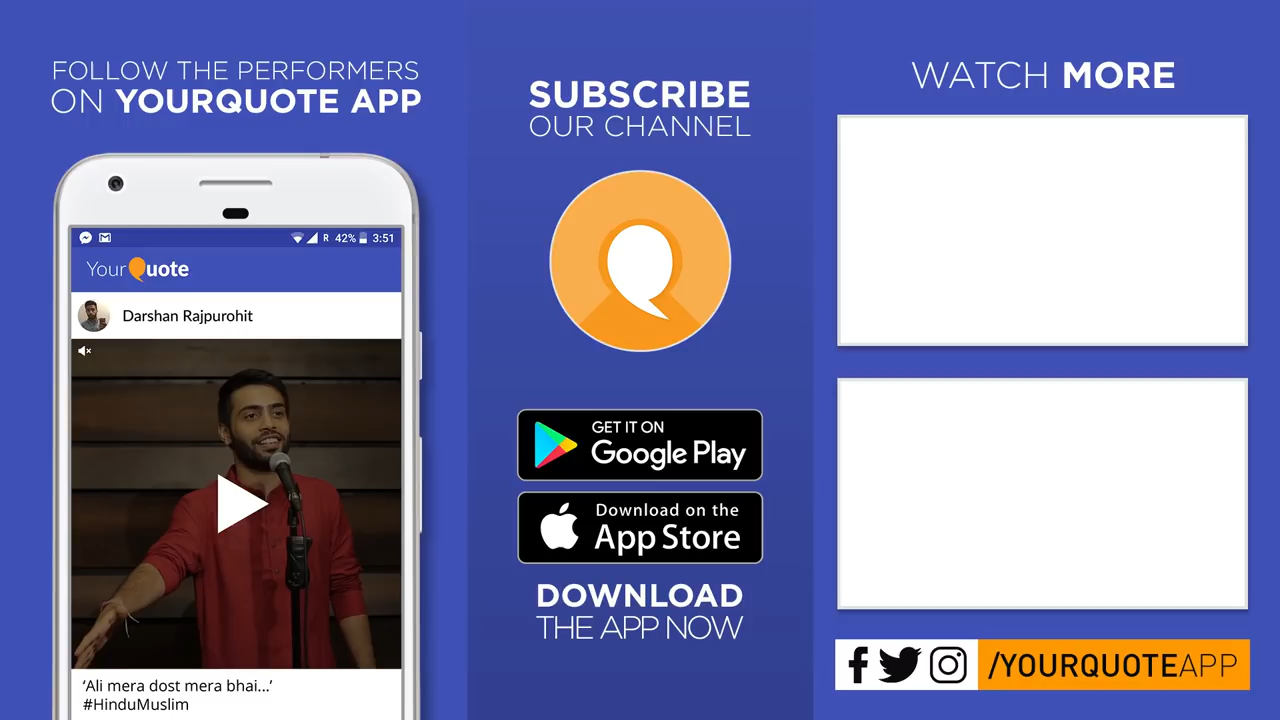 FOLLOW THE PERFORMERS
ON YOURQUOTE APP
R 42% 3:51
YourQuote
Darshan Rajpurohit
'Ali mera dost mera bhai...'
#HinduMuslim
SUBSCRIBE
OUR CHANNEL
GET IT ON
Google Play
Download on the
App Store
DOWNLOAD
THE APP NOW
WATCH MORE
/YOURQUOTEAPP